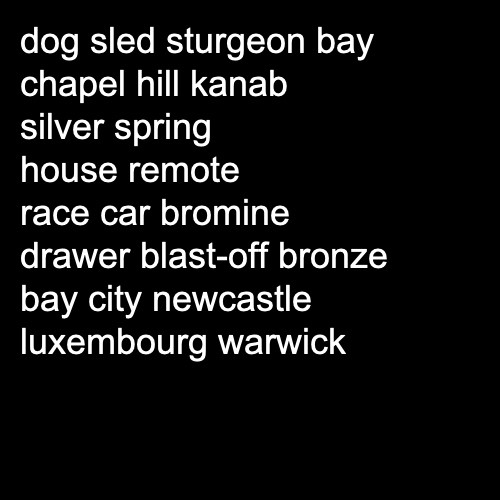 dog sled sturgeon bay
chapel hill kanab
silver spring
house remote
race car bromine
drawer blast-off bronze
bay city newcastle
luxembourg warwick